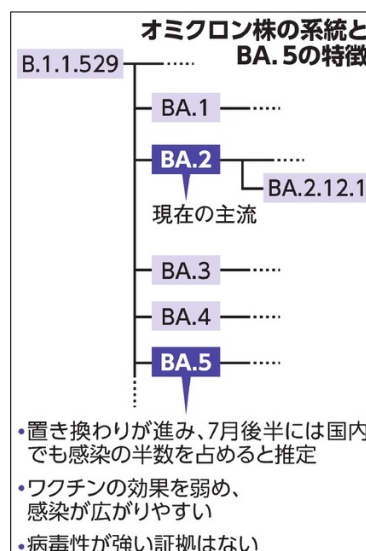 オミクロン株の系統と
BA.5の特徴
B.1.1.529
BA.1
BA.2
BA.2.12.1
現在の主流
BA.3
BA.4
BA.5
•置き換わりが進み、7月後半には国内
でも感染の半数を占めると推定
•ワクチンの効果を弱め、
感染が広がりやすい
•病毒性が強い証拠はない